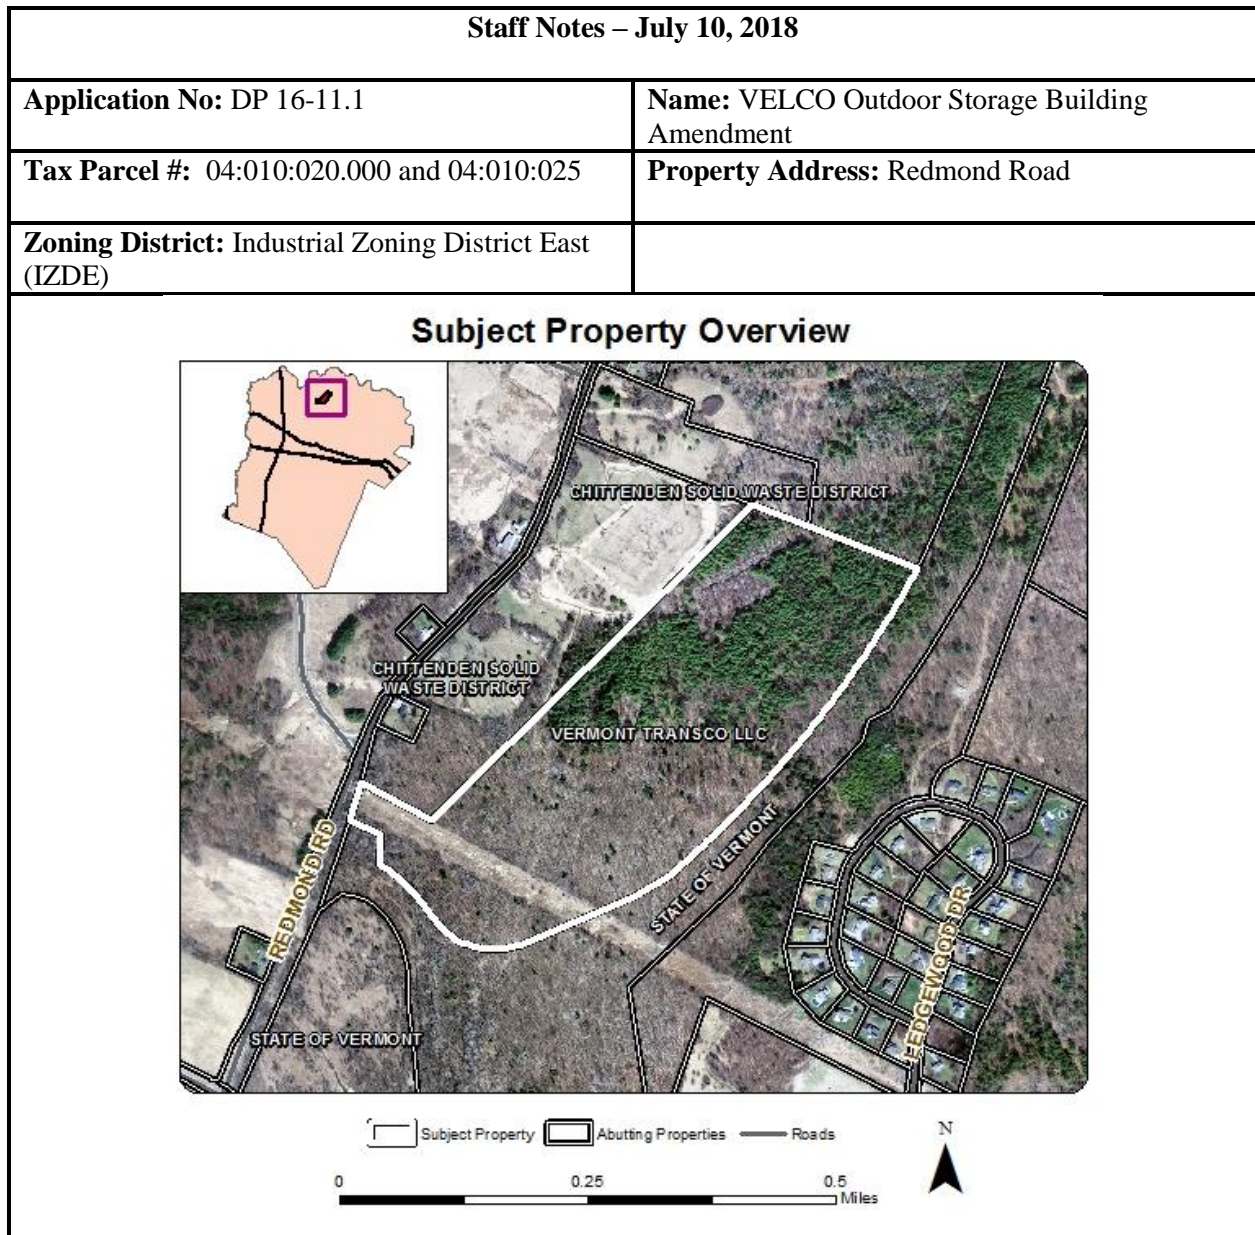 Staff Notes – July 10, 2018
Application No: DP 16-11.1
Name: VELCO Outdoor Storage Building
Amendment
Tax Parcel #: 04:010:020.000 and 04:010:025
Property Address: Redmond Road
Zoning District: Industrial Zoning District East
(IZDE)
Subject Property Overview
CHITTENDEN SOLID WASTE DISTRICT
CHITTENDEN SOLID
WASTE DISTRICT
VERMONT TRANSCO LLC
STATE OF VERMONT
REDMOND RD
EDGEWOOD DR
STATE OF VERMONT
Subject Property
Abutting Properties
Roads
N
0
0.25
0.5
Miles